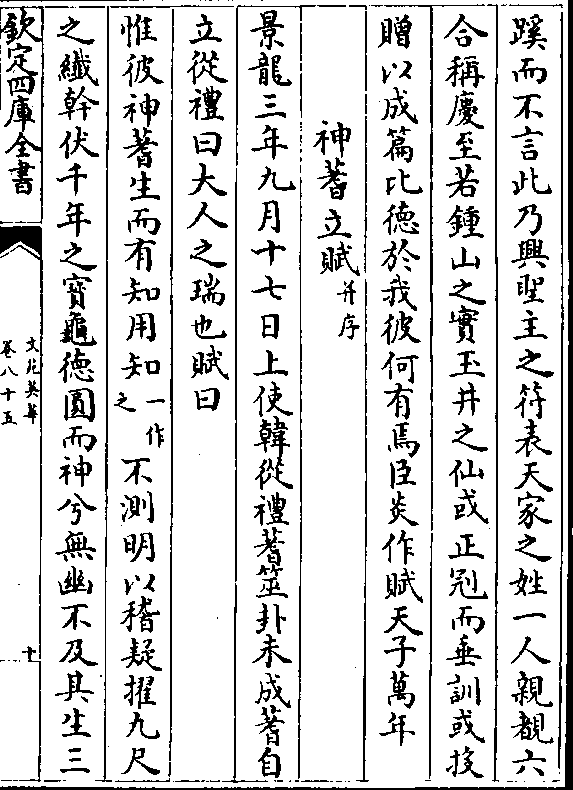 蹊而不言此乃興聖主之符表天家之姓一人親覩六
合稱慶至若鍾山之實玉井之仙或正冠而垂訓或投
贈以成篇比德於我彼何有焉臣炎作賦天子萬年
神蓍立賦并序
景龍三年九月十七日上使韓從禮蓍筮卦未成蓍自
立從禮曰大人之瑞也賦曰
惟彼神蓍生而有知用知一作之不測明以稽疑擢九尺
之纖幹伏千年之寶龜德圓而神兮無幽不及具生三
欽定四庫全書
文苑英華
卷八十五
十